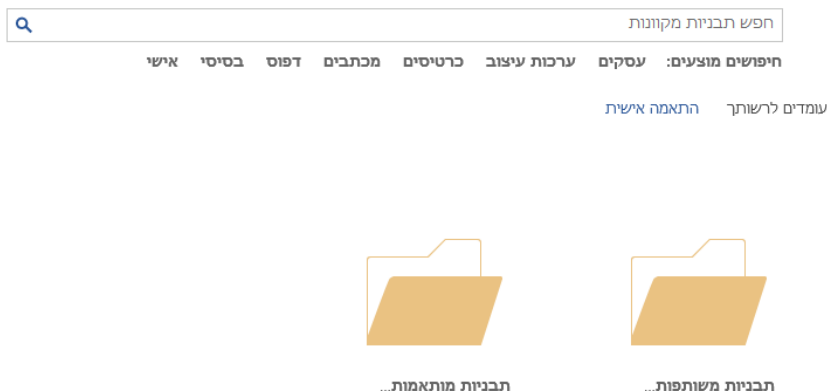 חפש תבניות מקוונות
חיפושים מוצעים: עסקים ערכות עיצוב כרטיסים מכתבים דפוס בסיסי אישי
עומדים לרשותך התאמה אישית
תבניות משותפות... תבניות מותאמות...